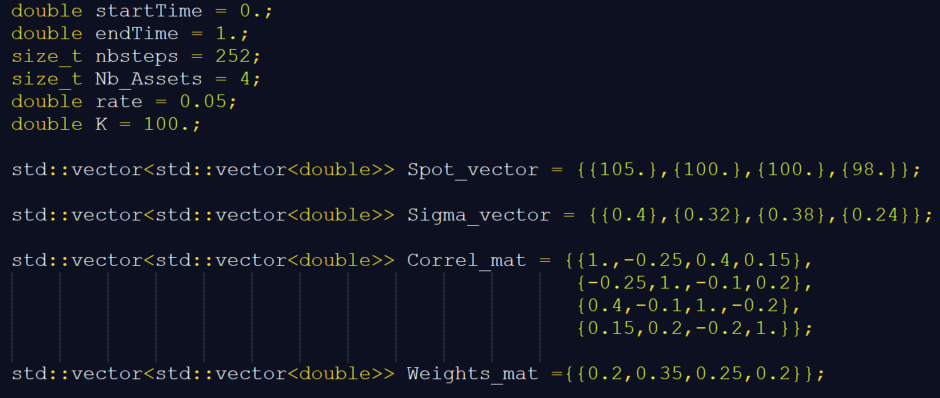 double startTime = 0.;
double endTime = 1.;
size_t nbsteps = 252;
size_t Nb_Assets = 4;
double rate = 0.05;
double K = 100.;
std::vector<std::vector<double>> Spot_vector = {{105.},{100.},{100.},{98.}};
std::vector<std::vector<double>> Sigma_vector = {{0.4},{0.32},{0.38},{0.24}};
std::vector<std::vector<double>> Correl_mat = {{1.,-0.25,0.4,0.15},
{-0.25,1.,-0.1,0.2},
{0.4,-0.1,1.,-0.2},
{0.15,0.2,-0.2,1.}};
std::vector<std::vector<double>> Weights_mat ={{0.2,0.35,0.25,0.2}};